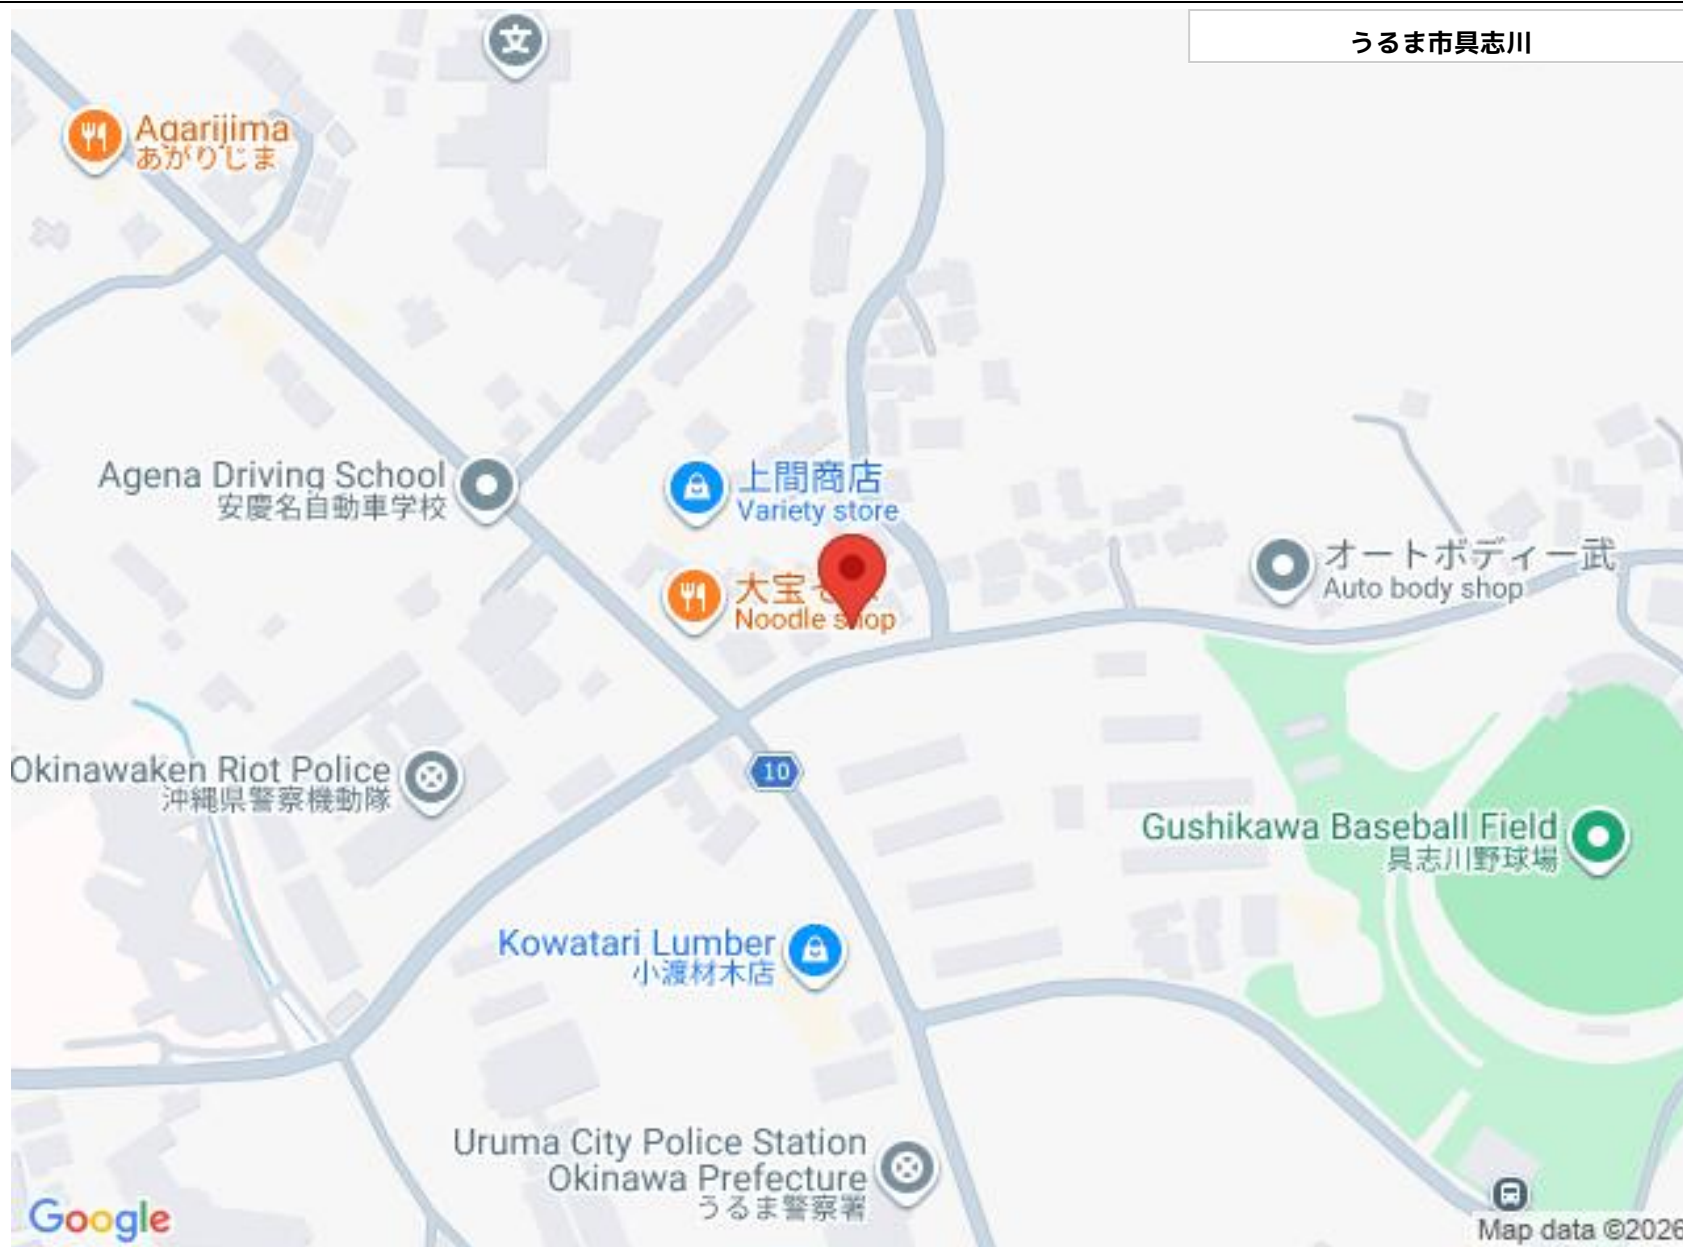 うるま市具志川
文
Agarijima
あがりじま
Agena Driving School
安慶名自動車学校
上間商店
Variety store
大宝そば
Noodle shop
オートボディー武
Auto body shop
Okinawaken Riot Police
沖縄県警察機動隊
10
Gushikawa Baseball Field
具志川野球場
Kowatari Lumber
小渡材木店
Uruma City Police Station
Okinawa Prefecture
うるま警察署
Google
Map data ©2026